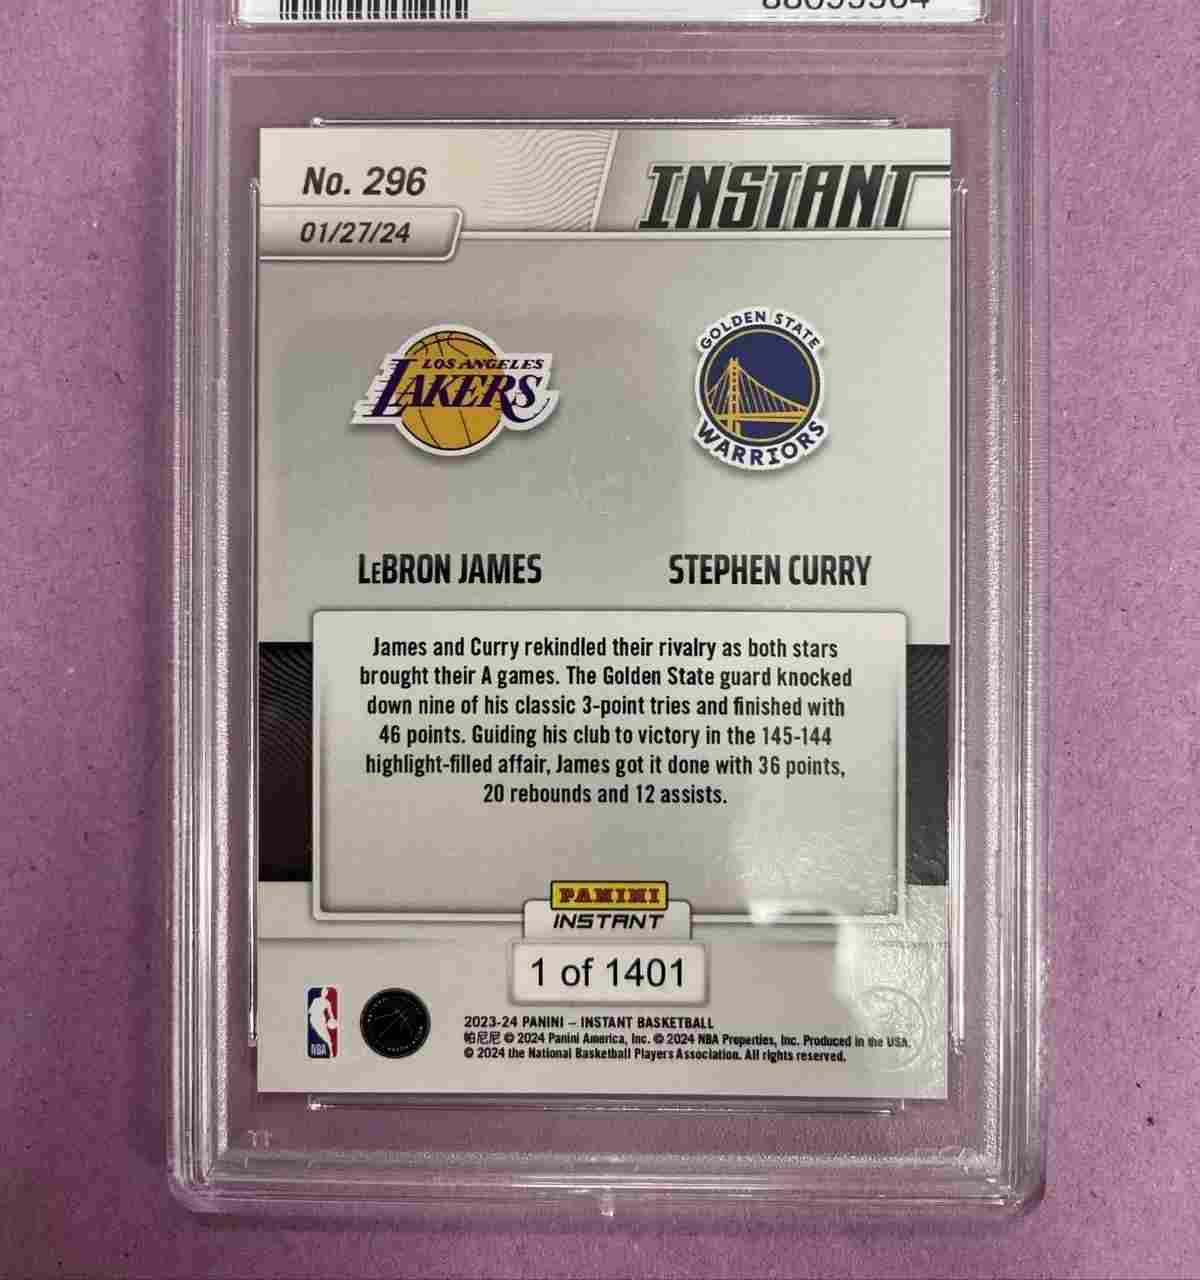 No. 296
INSTANT
01/27/24
LOS ANGELES
LAKERS
GOLDEN STATE
WARRIORS
LeBRON JAMES
STEPHEN CURRY
James and Curry rekindled their rivalry as both stars
brought their A games. The Golden State guard knocked
down nine of his classic 3-point tries and finished with
46 points. Guiding his club to victory in the 145-144
highlight-filled affair, James got it done with 36 points,
20 rebounds and 12 assists.
PANINI
INSTANT
1 of 1401
NBA
2023-24 PANINI – INSTANT BASKETBALL
帕尼尼 © 2024 Panini America, Inc. © 2024 NBA Properties, Inc. Produced in the USA.
© 2024 the National Basketball Players Association. All rights reserved.